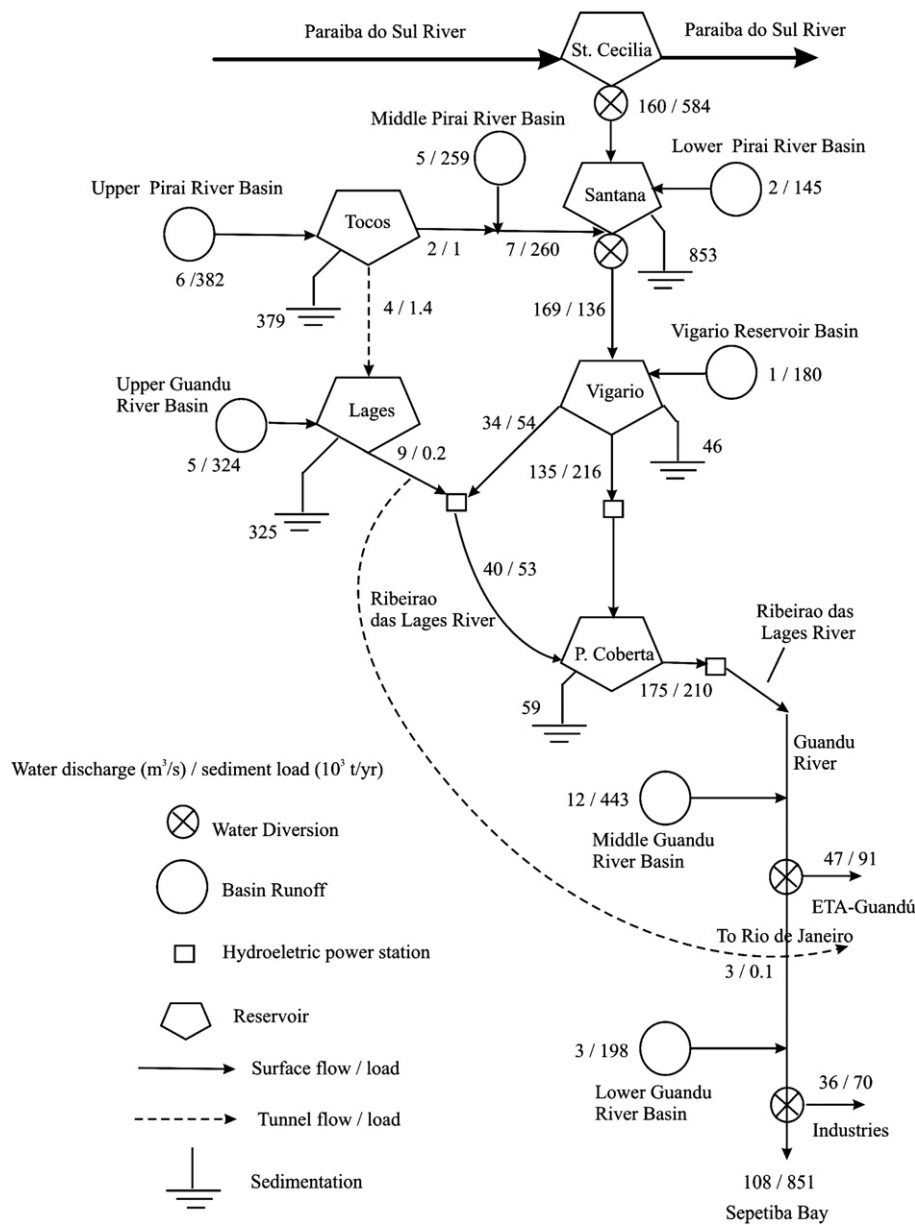 Paraiba do Sul River
St. Cecilia
Paraiba do Sul River
160 / 584
Middle Pirai River Basin
5 / 259
Lower Pirai River Basin
2 / 145
Upper Pirai River Basin
6 /382
Tocos
2 / 1
7 / 260
Santana
853
379
4 / 1.4
169 / 136
Vigario Reservoir Basin
1 / 180
Upper Guandu
River Basin
5 / 324
Lages
9 / 0.2
34 / 54
Vigario
135 / 216
46
325
40 / 53
Ribeirao
das Lages River
P. Coberta
175 / 210
59
Ribeirao das
Lages River
Guandu
River
Water discharge (m³/s) / sediment load (10³ t/yr)
Water Diversion
Basin Runoff
Hydroeletric power station
Reservoir
Surface flow / load
Tunnel flow / load
Sedimentation
12 / 443
Middle Guandu
River Basin
47 / 91
ETA-Guandú
To Rio de Janeiro
3 / 0.1
3 / 198
Lower Guandu
River Basin
36 / 70
Industries
108 / 851
Sepetiba Bay